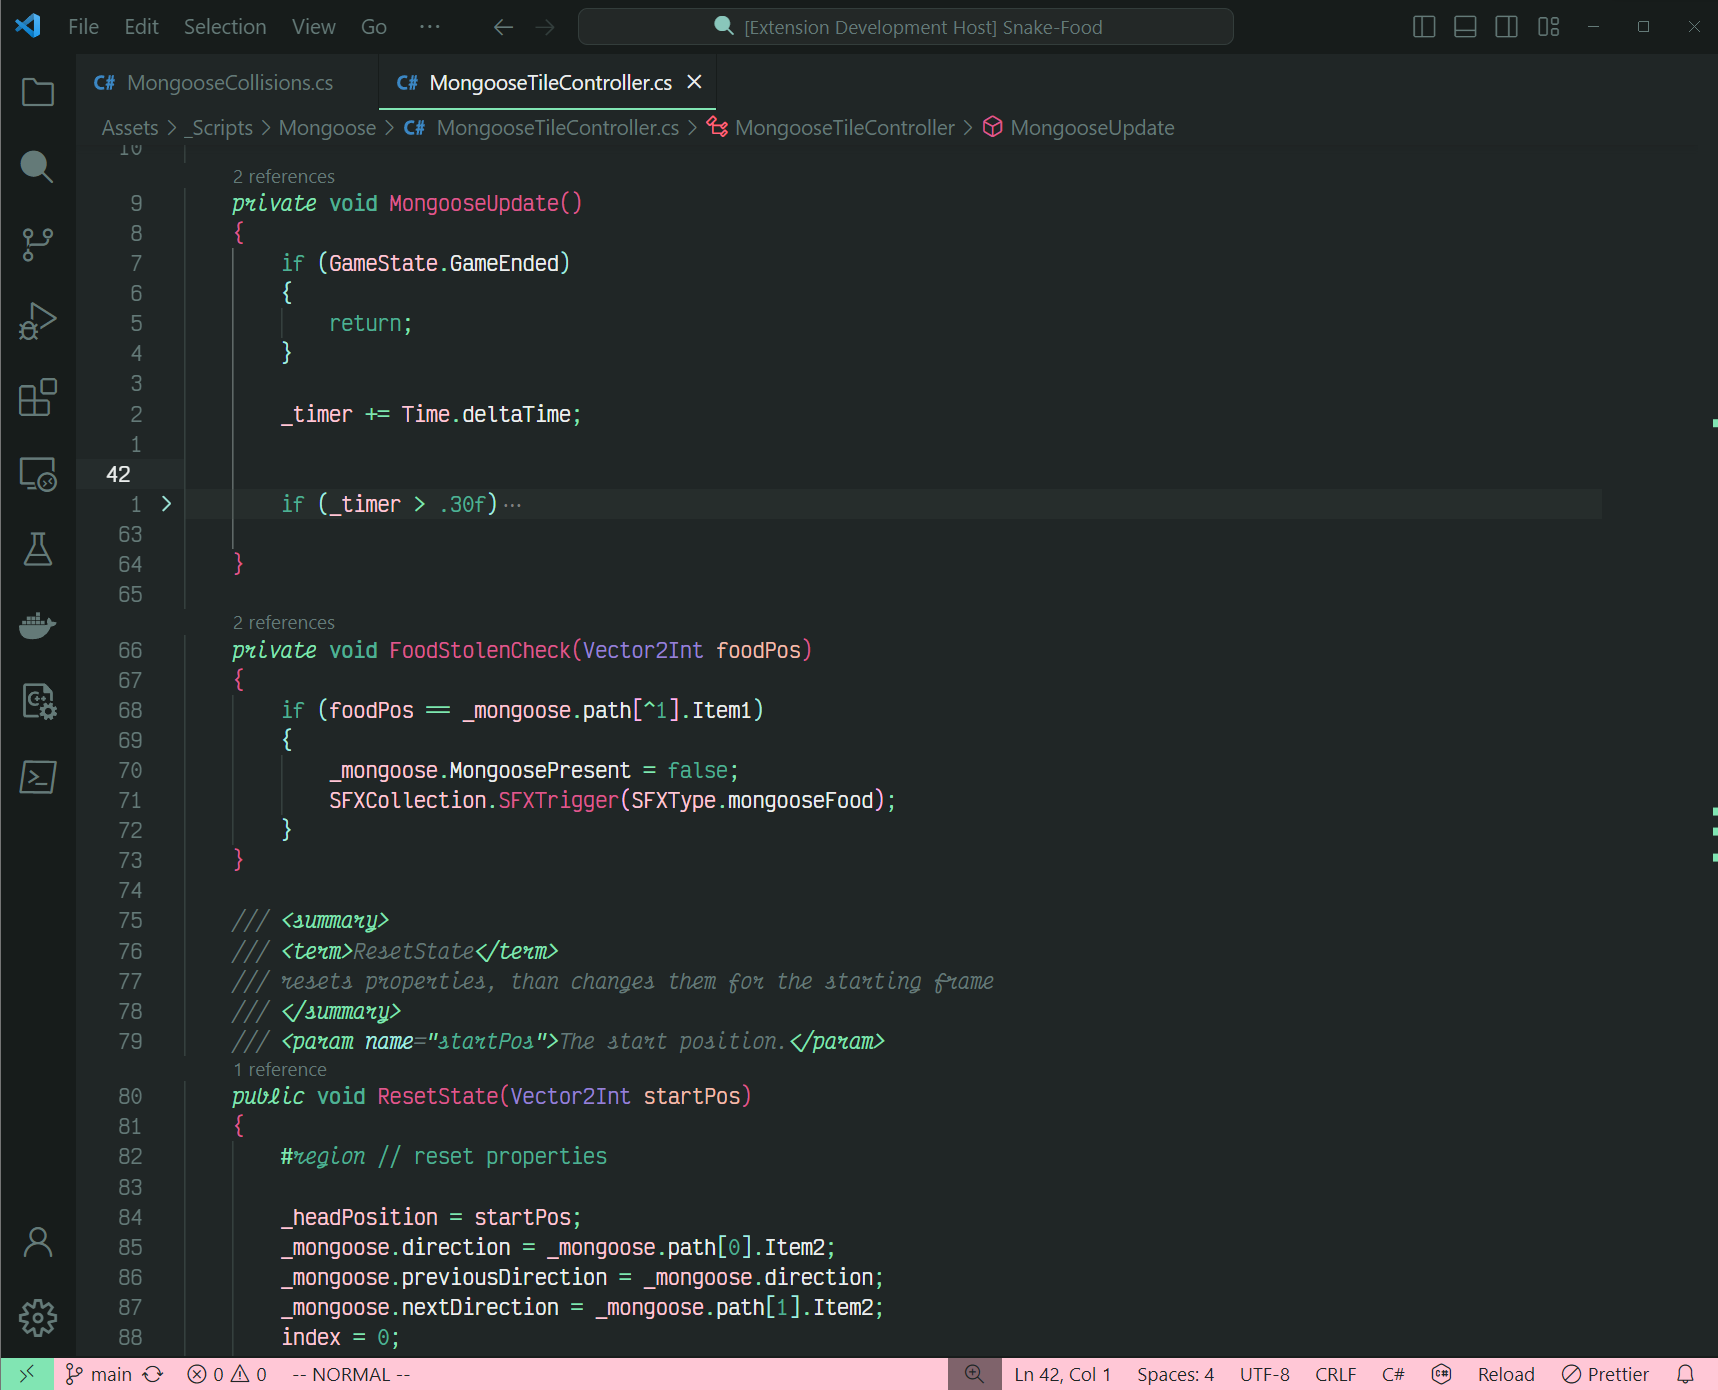 File Edit Selection View Go ··· [Extension Development Host] Snake-Food
C# MongooseCollisions.cs C# MongooseTileController.cs
Assets > _Scripts > Mongoose > C# MongooseTileController.cs > MongooseTileController > MongooseUpdate
10
2 references
9 private void MongooseUpdate()
8 {
7 if (GameState.GameEnded)
6 {
5 return;
4 }
3
2 _timer += Time.deltaTime;
1
42
1 if (_timer > .30f)···
63
64 }
65
2 references
66 private void FoodStolenCheck(Vector2Int foodPos)
67 {
68 if (foodPos == _mongoose.path[^1].Item1)
69 {
70 _mongoose.MongoosePresent = false;
71 SFXCollection.SFXTrigger(SFXType.mongooseFood);
72 }
73 }
74
75 /// <summary>
76 /// <term>ResetState</term>
77 /// resets properties, than changes them for the starting frame
78 /// </summary>
79 /// <param name="startPos">The start position.</param>
1 reference
80 public void ResetState(Vector2Int startPos)
81 {
82 #region // reset properties
83
84 _headPosition = startPos;
85 _mongoose.direction = _mongoose.path[0].Item2;
86 _mongoose.previousDirection = _mongoose.direction;
87 _mongoose.nextDirection = _mongoose.path[1].Item2;
88 index = 0;
main 0 0 -- NORMAL -- Ln 42, Col 1 Spaces: 4 UTF-8 CRLF C# Reload Prettier